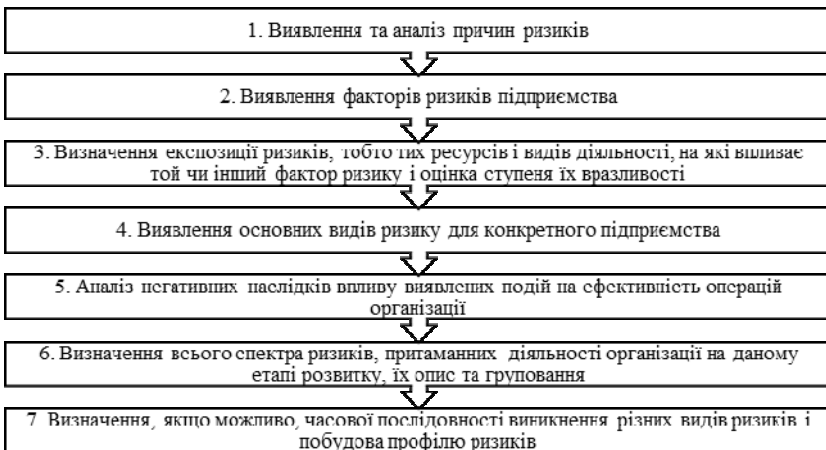 1. Виявлення та аналіз причин ризиків
2. Виявлення факторів ризиків підприємства
3. Визначення експозиції ризиків, тобто тих ресурсів і видів діяльності, на які впливає
той чи інший фактор ризику і оцінка ступеня їх вразливості
4. Виявлення основних видів ризику для конкретного підприємства
5. Аналіз негативних наслідків впливу виявлених подій на ефективність операцій
організації
6. Визначення всього спектра ризиків, притаманних діяльності організації на даному
етапі розвитку, їх опис та груповання
7. Визначення, якщо можливо, часової послідовності виникнення різних видів ризиків і
побудова профілю ризиків